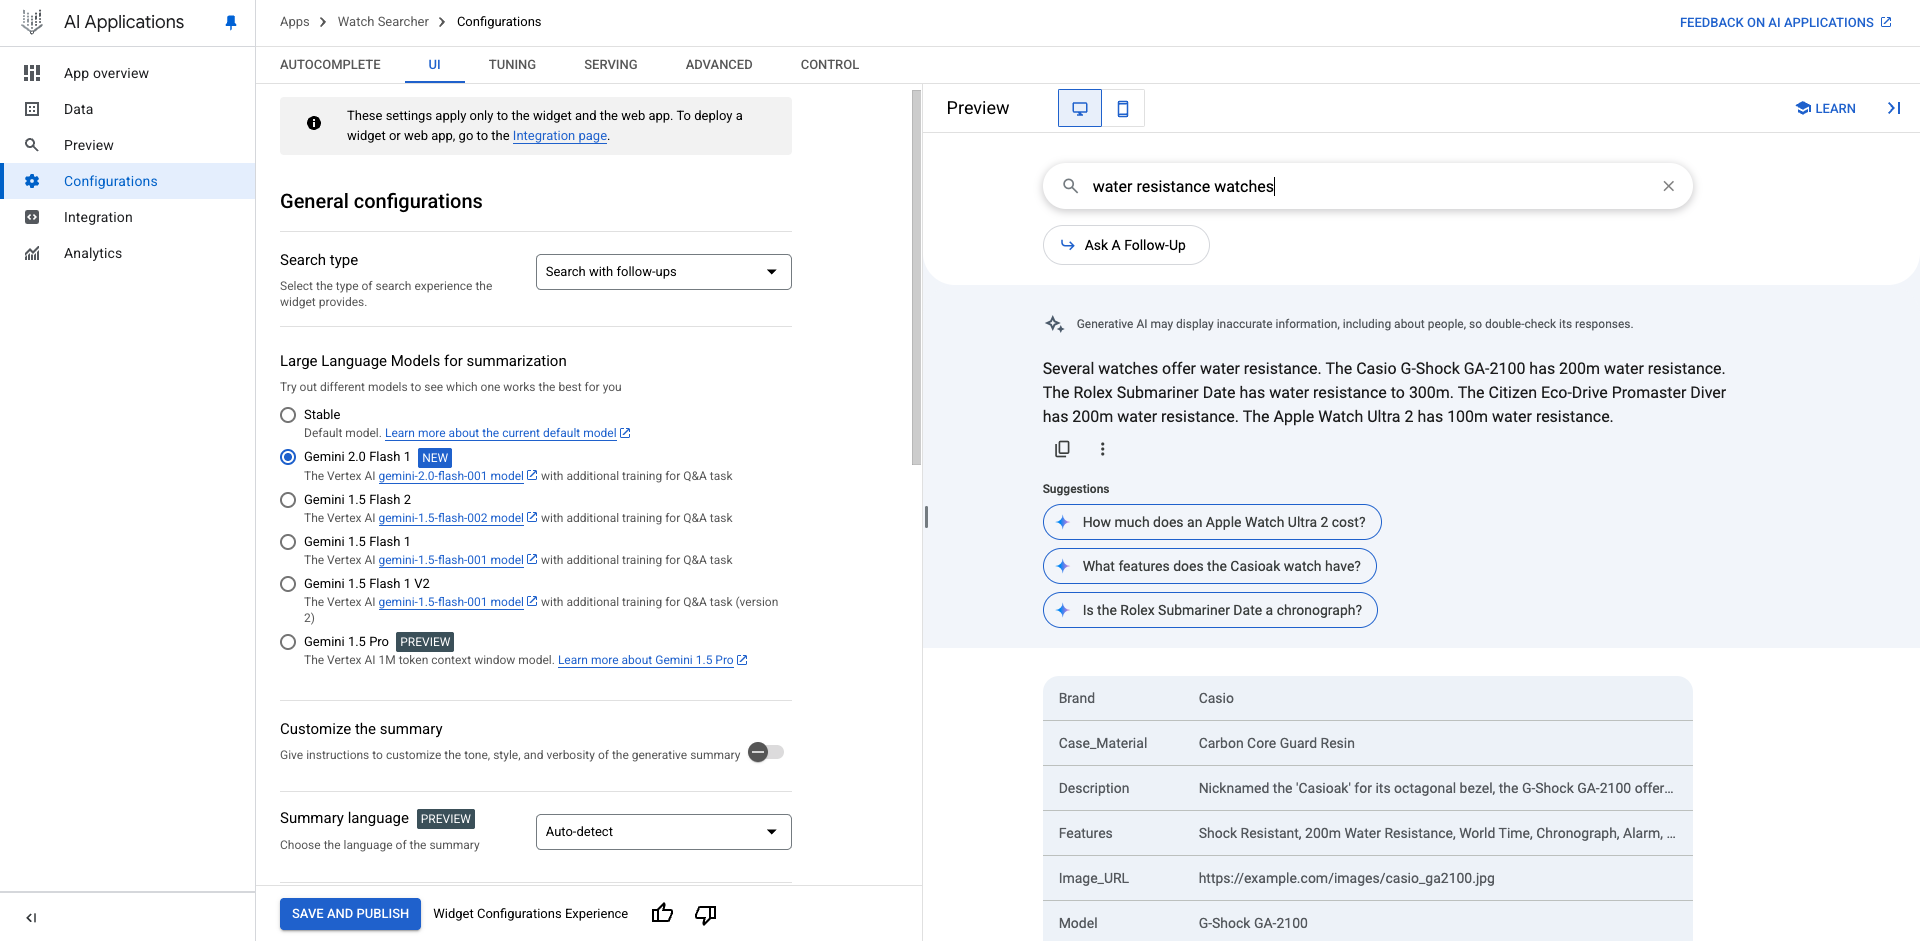 AI Applications
Apps
Watch Searcher
Configurations
FEEDBACK ON AI APPLICATIONS
App overview
Data
Preview
Configurations
Integration
Analytics
AUTOCOMPLETE
UI
TUNING
SERVING
ADVANCED
CONTROL
These settings apply only to the widget and the web app. To deploy a
widget or web app, go to the Integration page.
General configurations
Search type
Select the type of search experience the
widget provides.
Search with follow-ups
Large Language Models for summarization
Try out different models to see which one works the best for you
Stable
Default model. Learn more about the current default model
Gemini 2.0 Flash 1 NEW
The Vertex AI gemini-2.0-flash-001 model with additional training for Q&A task
Gemini 1.5 Flash 2
The Vertex AI gemini-1.5-flash-002 model with additional training for Q&A task
Gemini 1.5 Flash 1
The Vertex AI gemini-1.5-flash-001 model with additional training for Q&A task
Gemini 1.5 Flash 1 V2
The Vertex AI gemini-1.5-flash-001 model with additional training for Q&A task (version
2)
Gemini 1.5 Pro PREVIEW
The Vertex AI 1M token context window model. Learn more about Gemini 1.5 Pro
Customize the summary
Give instructions to customize the tone, style, and verbosity of the generative summary
Summary language PREVIEW
Choose the language of the summary
Auto-detect
SAVE AND PUBLISH
Widget Configurations Experience
Preview
LEARN
water resistance watches
Ask A Follow-Up
Generative AI may display inaccurate information, including about people, so double-check its responses.
Several watches offer water resistance. The Casio G-Shock GA-2100 has 200m water resistance.
The Rolex Submariner Date has water resistance to 300m. The Citizen Eco-Drive Promaster Diver
has 200m water resistance. The Apple Watch Ultra 2 has 100m water resistance.
Suggestions
How much does an Apple Watch Ultra 2 cost?
What features does the Casioak watch have?
Is the Rolex Submariner Date a chronograph?
Brand Casio
Case_Material Carbon Core Guard Resin
Description Nicknamed the 'Casioak' for its octagonal bezel, the G-Shock GA-2100 offer...
Features Shock Resistant, 200m Water Resistance, World Time, Chronograph, Alarm, ...
Image_URL https://example.com/images/casio_ga2100.jpg
Model G-Shock GA-2100